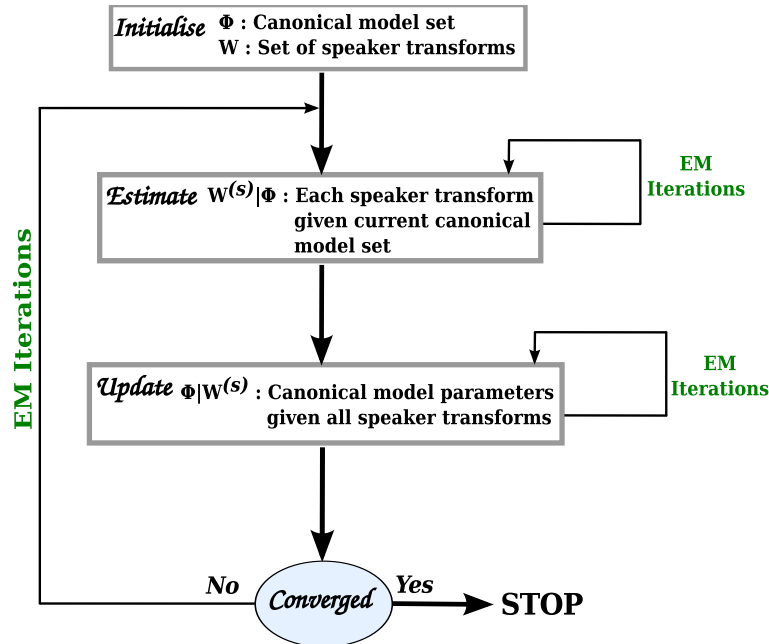 Initialise Φ : Canonical model set
W : Set of speaker transforms
Estimate W(s)|Φ : Each speaker transform
given current canonical
model set
EM
Iterations
EM Iterations
Update Φ|W(s) : Canonical model parameters
given all speaker transforms
EM
Iterations
No
Converged
Yes
STOP